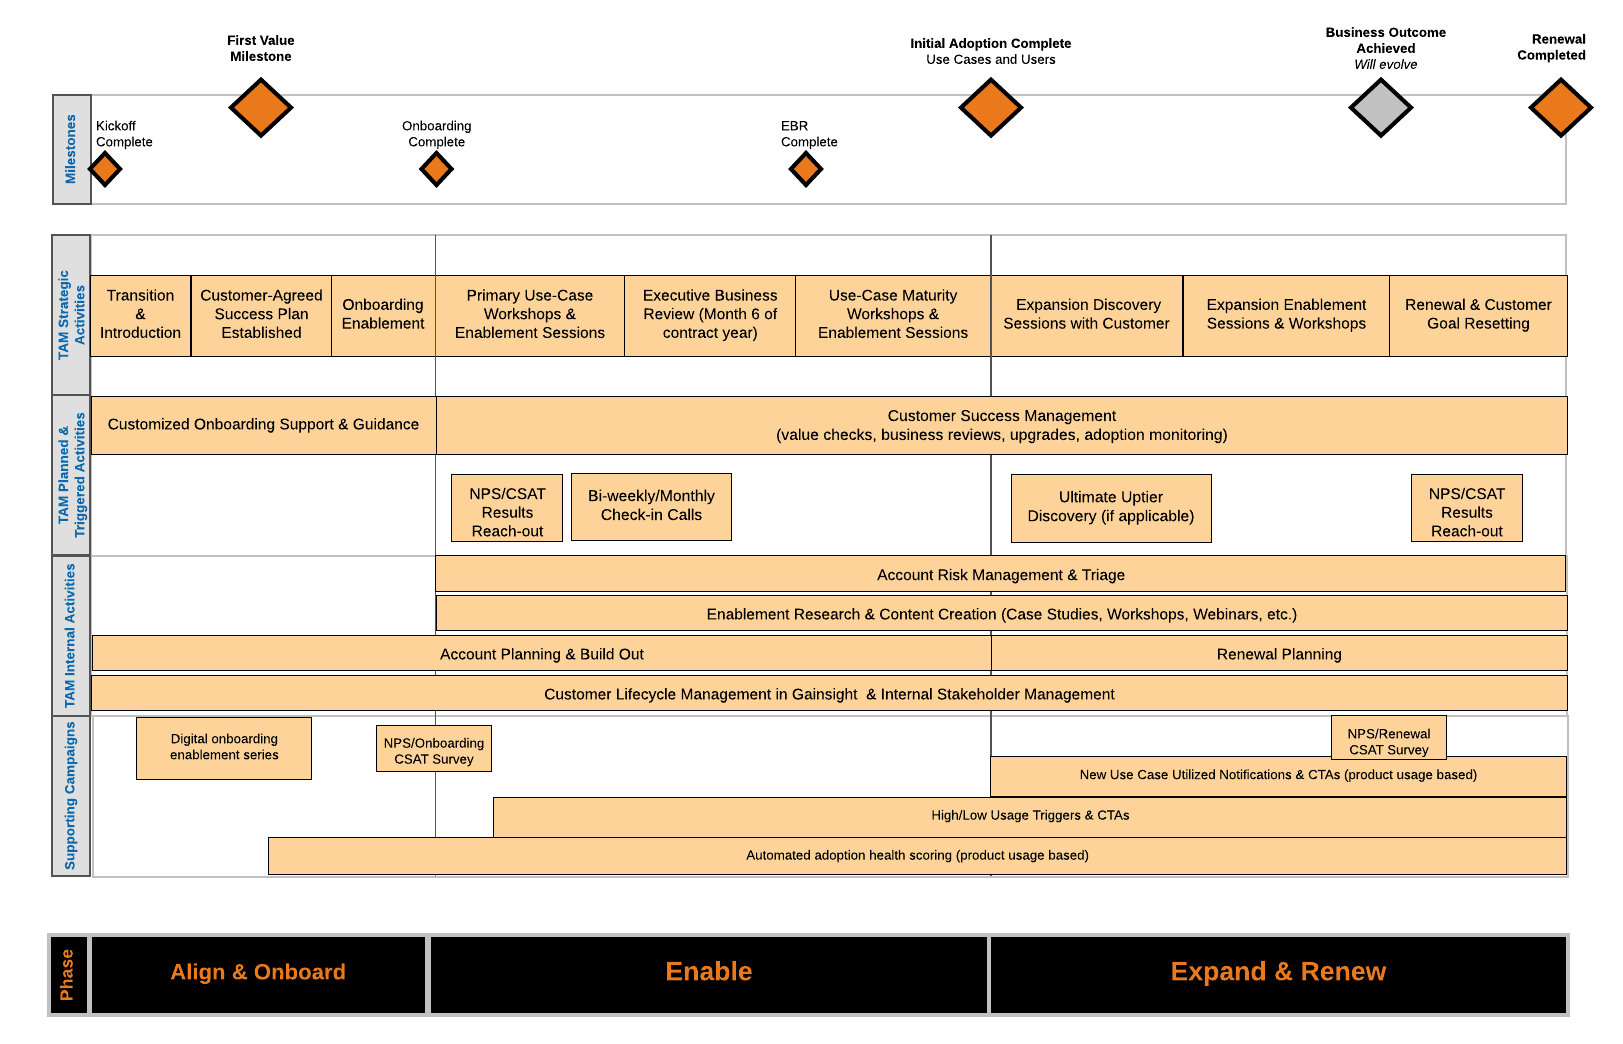 First Value
Milestone
Initial Adoption Complete
Use Cases and Users
Business Outcome
Achieved
Will evolve
Renewal
Completed
Milestones
Kickoff
Complete
Onboarding
Complete
EBR
Complete
TAM Strategic
Activities
Transition
&
Introduction
Customer-Agreed
Success Plan
Established
Onboarding
Enablement
Primary Use-Case
Workshops &
Enablement Sessions
Executive Business
Review (Month 6 of
contract year)
Use-Case Maturity
Workshops &
Enablement Sessions
Expansion Discovery
Sessions with Customer
Expansion Enablement
Sessions & Workshops
Renewal & Customer
Goal Resetting
TAM Planned &
Triggered Activities
Customized Onboarding Support & Guidance
Customer Success Management
(value checks, business reviews, upgrades, adoption monitoring)
NPS/CSAT
Results
Reach-out
Bi-weekly/Monthly
Check-in Calls
Ultimate Uptier
Discovery (if applicable)
NPS/CSAT
Results
Reach-out
TAM Internal Activities
Account Risk Management & Triage
Enablement Research & Content Creation (Case Studies, Workshops, Webinars, etc.)
Account Planning & Build Out
Renewal Planning
Customer Lifecycle Management in Gainsight  & Internal Stakeholder Management
Supporting Campaigns
Digital onboarding
enablement series
NPS/Onboarding
CSAT Survey
NPS/Renewal
CSAT Survey
New Use Case Utilized Notifications & CTAs (product usage based)
High/Low Usage Triggers & CTAs
Automated adoption health scoring (product usage based)
Phase
Align & Onboard
Enable
Expand & Renew